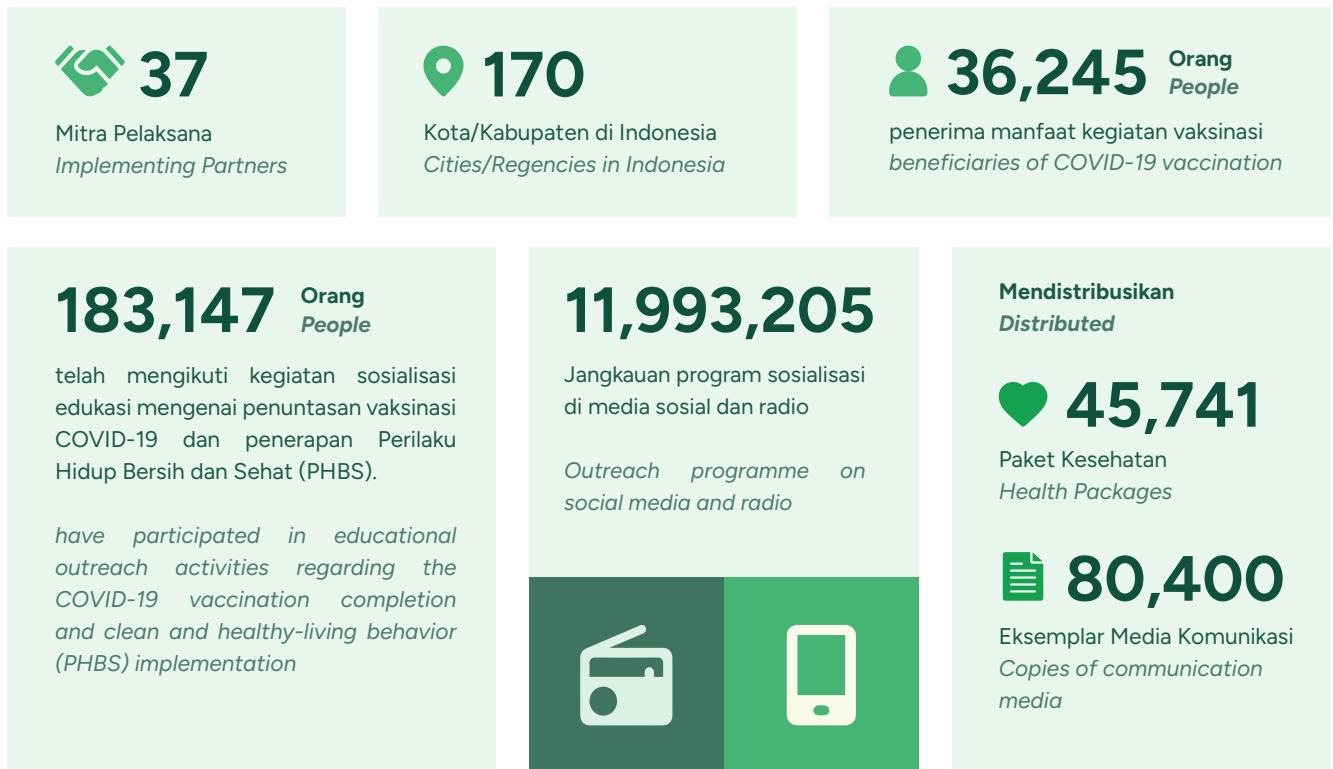 37
Mitra Pelaksana
Implementing Partners
170
Kota/Kabupaten di Indonesia
Cities/Regencies in Indonesia
36,245 Orang
People
penerima manfaat kegiatan vaksinasi
beneficiaries of COVID-19 vaccination
183,147 Orang
People
telah mengikuti kegiatan sosialisasi
edukasi mengenai penuntasan vaksinasi
COVID-19 dan penerapan Perilaku
Hidup Bersih dan Sehat (PHBS).
have participated in educational
outreach activities regarding the
COVID-19 vaccination completion
and clean and healthy-living behavior
(PHBS) implementation
11,993,205
Jangkauan program sosialisasi
di media sosial dan radio
Outreach programme on
social media and radio
Mendistribusikan
Distributed
45,741
Paket Kesehatan
Health Packages
80,400
Eksemplar Media Komunikasi
Copies of communication
media